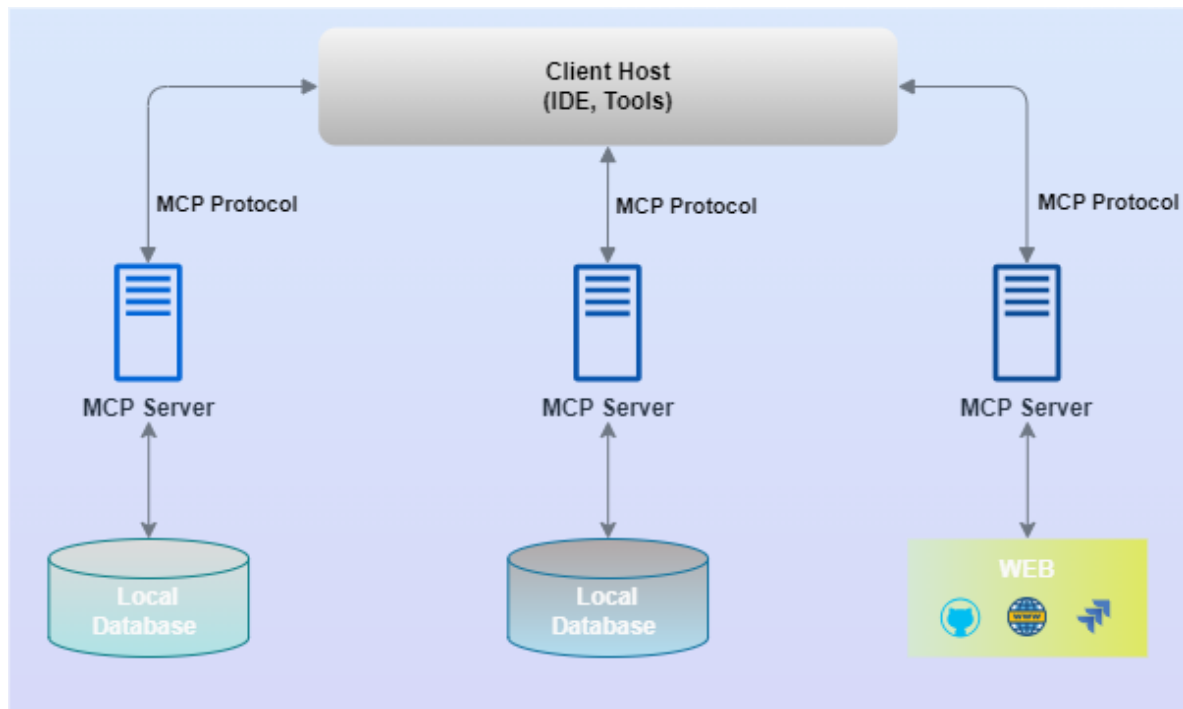 Client Host
(IDE, Tools)
MCP Protocol
MCP Protocol
MCP Protocol
MCP Server
MCP Server
MCP Server
Local
Database
Local
Database
WEB
WWW